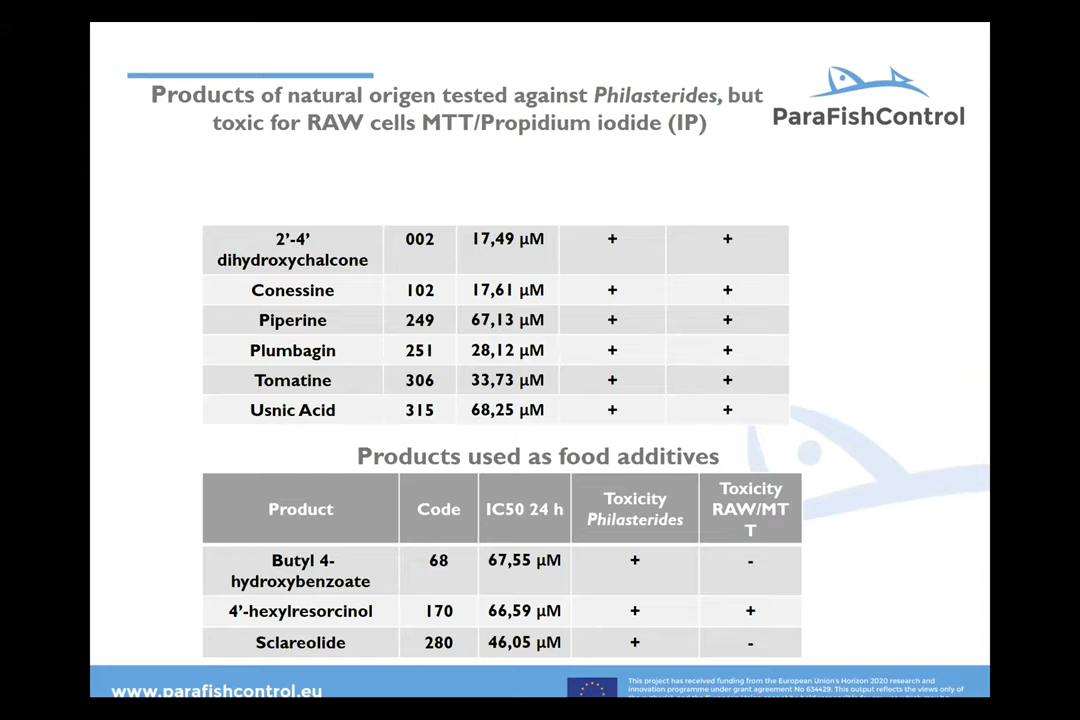 Products of natural origen tested against Philasterides, but
toxic for RAW cells MTT/Propidium iodide (IP)
ParaFishControl
2’-4’ dihydroxychalcone 002 17,49 µM + +
Conessine 102 17,61 µM + +
Piperine 249 67,13 µM + +
Plumbagin 251 28,12 µM + +
Tomatine 306 33,73 µM + +
Usnic Acid 315 68,25 µM + +
Products used as food additives
Product Code IC50 24 h Toxicity Philasterides Toxicity RAW/MTT
Butyl 4-hydroxybenzoate 68 67,55 µM + -
4’-hexylresorcinol 170 66,59 µM + +
Sclareolide 280 46,05 µM + -
www.parafishcontrol.eu
This project has received funding from the European Union's Horizon 2020 research and
innovation programme under grant agreement No 634429. This output reflects the views only of